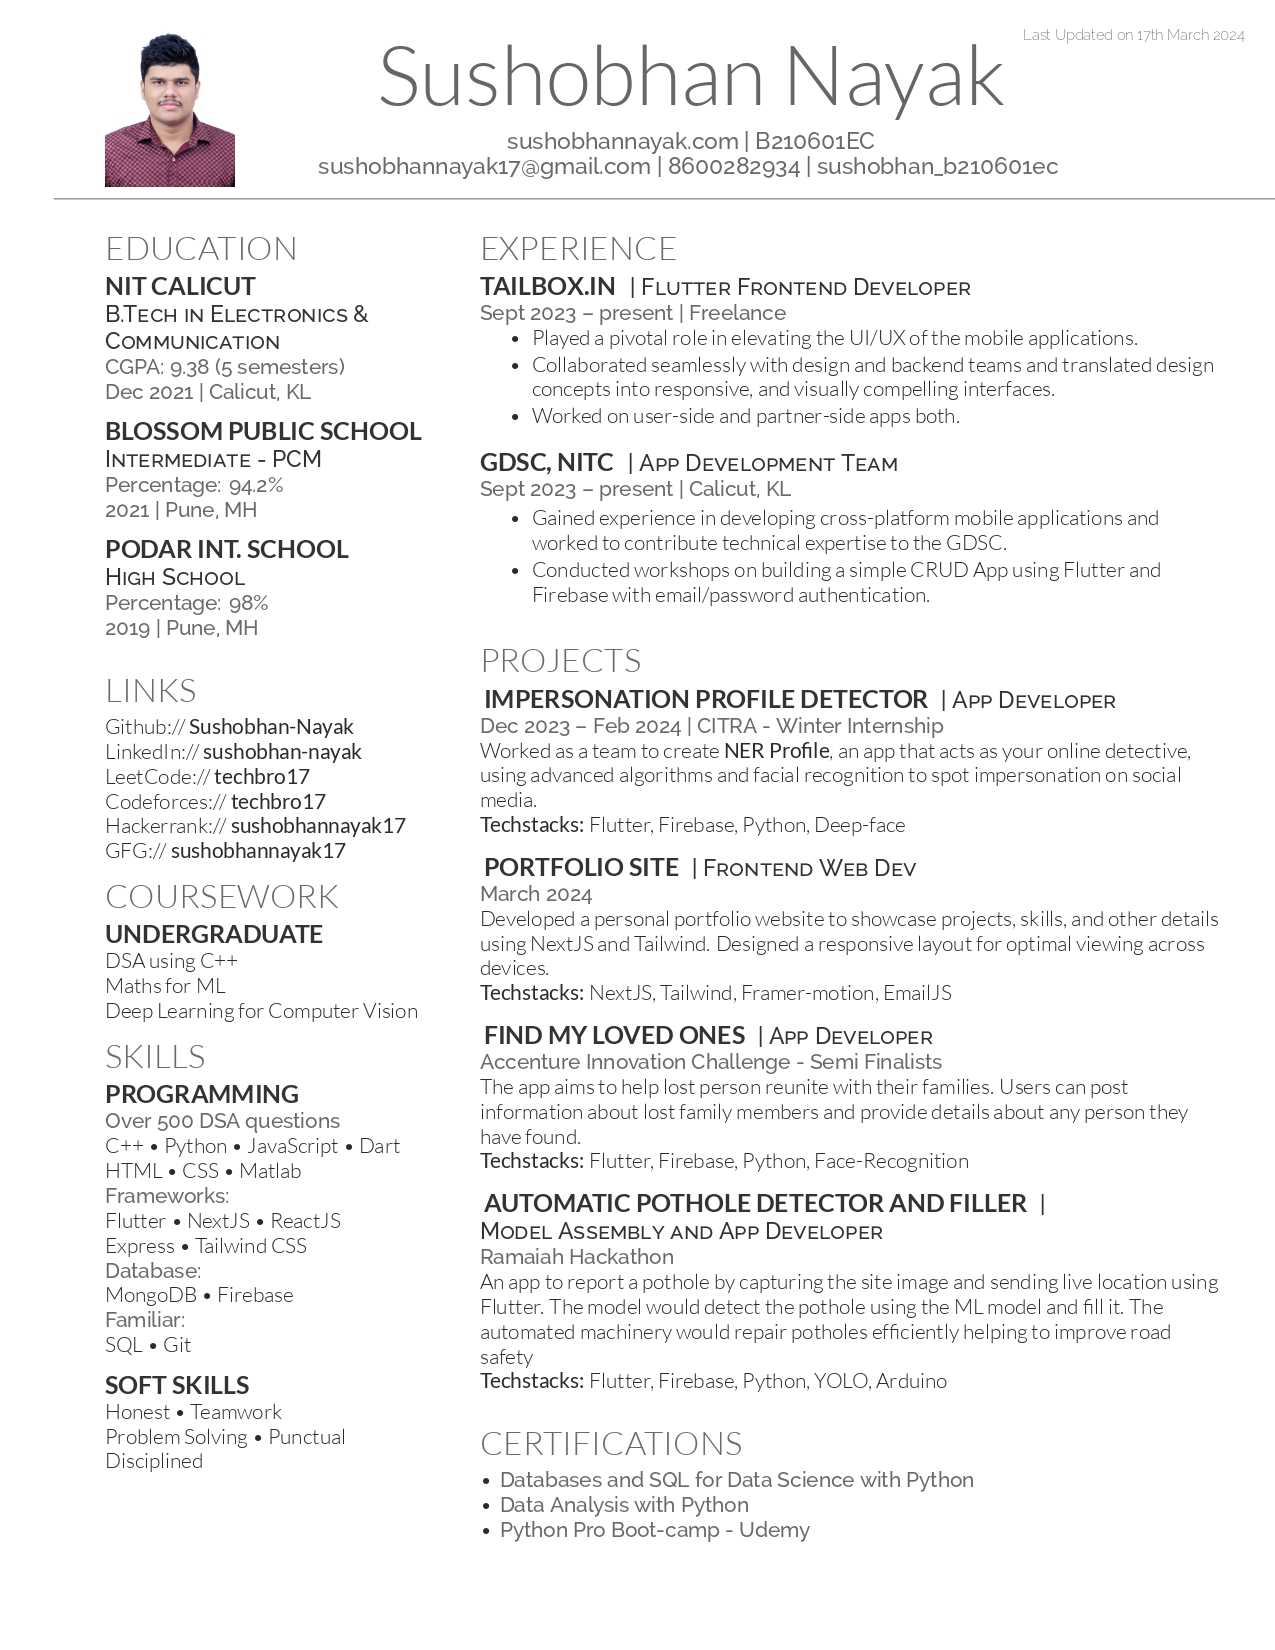 Last Updated on 17th March 2024
Sushobhan Nayak
sushobhannayak.com | B210601EC
sushobhannayak17@gmail.com | 8600282934 | sushobhan_b210601ec
EDUCATION
NIT CALICUT
B.Tech in Electronics &
Communication
CGPA: 9.38 (5 semesters)
Dec 2021 | Calicut, KL
BLOSSOM PUBLIC SCHOOL
Intermediate - PCM
Percentage: 94.2%
2021 | Pune, MH
PODAR INT. SCHOOL
High School
Percentage: 98%
2019 | Pune, MH
LINKS
Github:// Sushobhan-Nayak
LinkedIn:// sushobhan-nayak
LeetCode:// techbro17
Codeforces:// techbro17
Hackerrank:// sushobhannayak17
GFG:// sushobhannayak17
COURSEWORK
UNDERGRADUATE
DSA using C++
Maths for ML
Deep Learning for Computer Vision
SKILLS
PROGRAMMING
Over 500 DSA questions
C++ • Python • JavaScript • Dart
HTML • CSS • Matlab
Frameworks:
Flutter • NextJS • ReactJS
Express • Tailwind CSS
Database:
MongoDB • Firebase
Familiar:
SQL • Git
SOFT SKILLS
Honest • Teamwork
Problem Solving • Punctual
Disciplined
EXPERIENCE
TAILBOX.IN | Flutter Frontend Developer
Sept 2023 – present | Freelance
• Played a pivotal role in elevating the UI/UX of the mobile applications.
• Collaborated seamlessly with design and backend teams and translated design
concepts into responsive, and visually compelling interfaces.
• Worked on user-side and partner-side apps both.
GDSC, NITC | App Development Team
Sept 2023 – present | Calicut, KL
• Gained experience in developing cross-platform mobile applications and
worked to contribute technical expertise to the GDSC.
• Conducted workshops on building a simple CRUD App using Flutter and
Firebase with email/password authentication.
PROJECTS
IMPERSONATION PROFILE DETECTOR | App Developer
Dec 2023 – Feb 2024 | CITRA - Winter Internship
Worked as a team to create NER Profile, an app that acts as your online detective,
using advanced algorithms and facial recognition to spot impersonation on social
media.
Techstacks: Flutter, Firebase, Python, Deep-face
PORTFOLIO SITE | Frontend Web Dev
March 2024
Developed a personal portfolio website to showcase projects, skills, and other details
using NextJS and Tailwind. Designed a responsive layout for optimal viewing across
devices.
Techstacks: NextJS, Tailwind, Framer-motion, EmailJS
FIND MY LOVED ONES | App Developer
Accenture Innovation Challenge - Semi Finalists
The app aims to help lost person reunite with their families. Users can post
information about lost family members and provide details about any person they
have found.
Techstacks: Flutter, Firebase, Python, Face-Recognition
AUTOMATIC POTHOLE DETECTOR AND FILLER |
Model Assembly and App Developer
Ramaiah Hackathon
An app to report a pothole by capturing the site image and sending live location using
Flutter. The model would detect the pothole using the ML model and fill it. The
automated machinery would repair potholes efficiently helping to improve road
safety
Techstacks: Flutter, Firebase, Python, YOLO, Arduino
CERTIFICATIONS
• Databases and SQL for Data Science with Python
• Data Analysis with Python
• Python Pro Boot-camp - Udemy